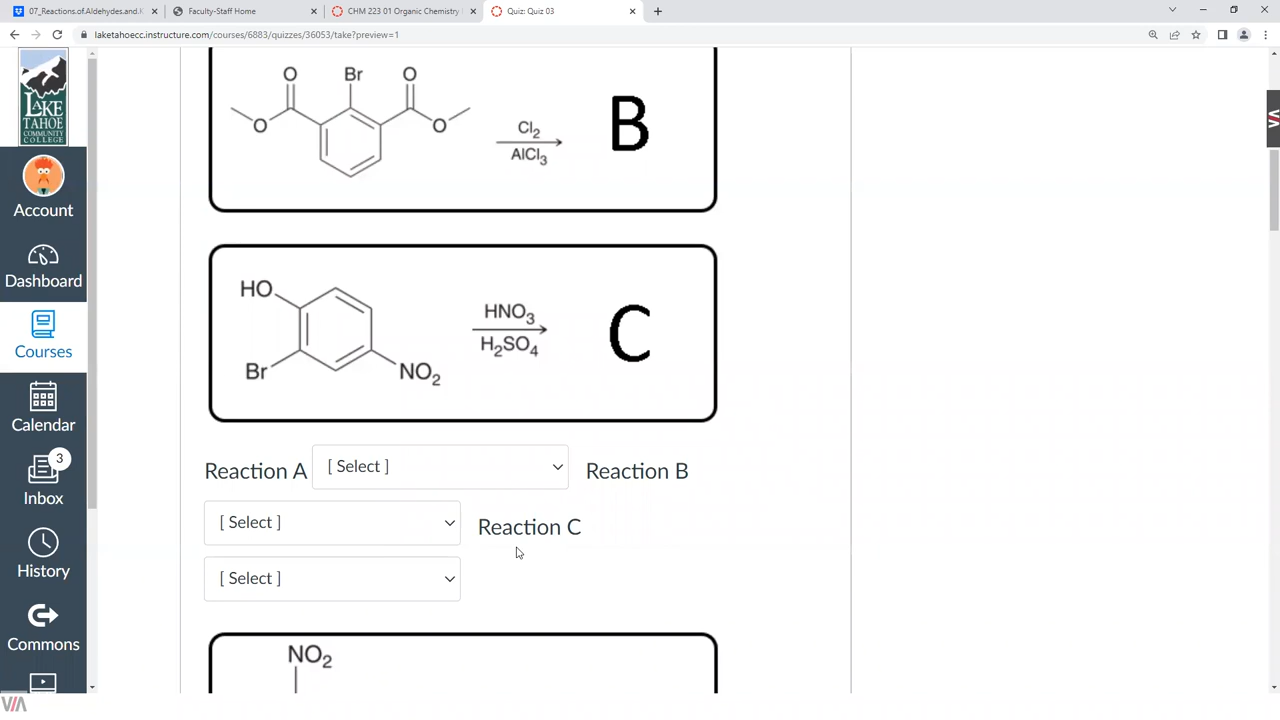 07_Reactions.of.Aldehydes.and.K
Faculty-Staff Home
CHM 223 01 Organic Chemistry
Quiz: Quiz 03
laketahoecc.instructure.com/courses/6883/quizzes/36053/take?preview=1
LAKE
TAHOE
COMMUNITY
COLLEGE
Account
Dashboard
Courses
Calendar
3
Inbox
History
Commons
O Br O
O O
Cl2
AlCl3
B
HO
Br
NO2
HNO3
H2SO4
C
Reaction A [ Select ] Reaction B
[ Select ] Reaction C
[ Select ]
NO2
VIA